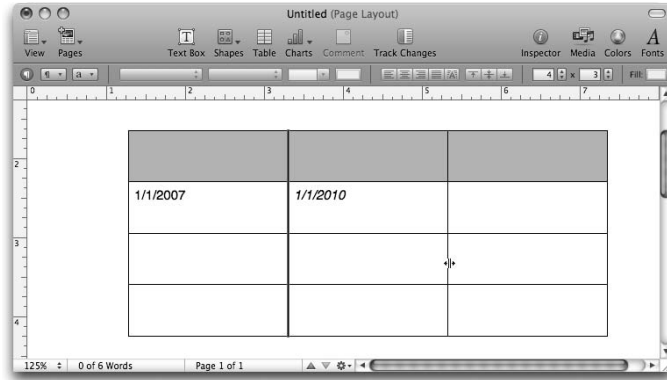 Untitled (Page Layout)
View Pages Text Box Shapes Table Charts Comment Track Changes Inspector Media Colors Fonts
¶ a 4 x 3 Fill:
0 1 2 3 4 5 6 7
2
1/1/2007 1/1/2010
3
4
125% 0 of 6 Words Page 1 of 1